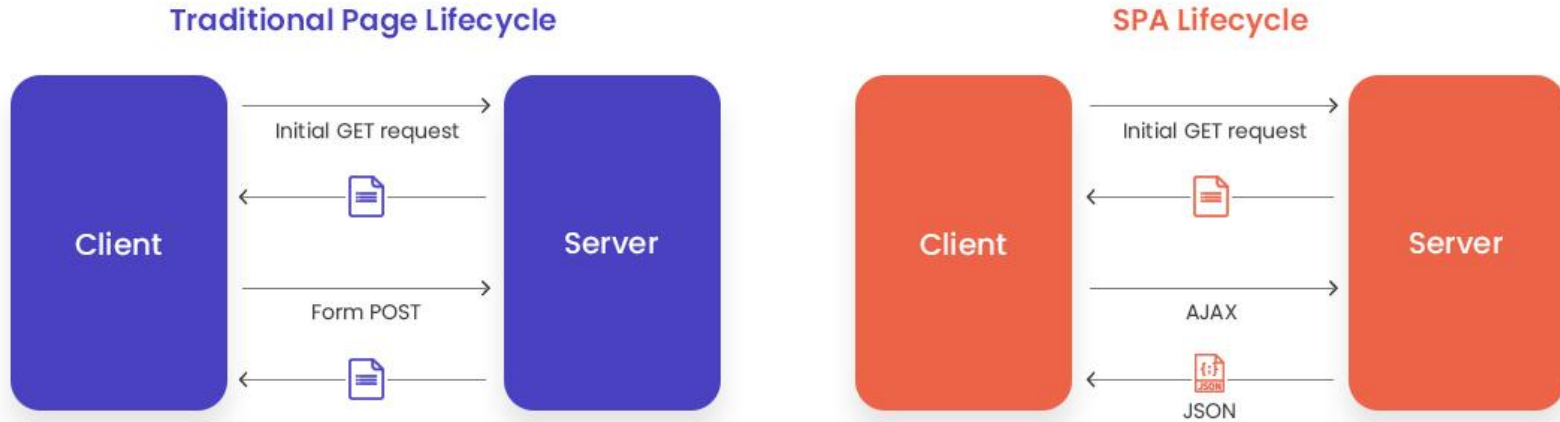 Traditional Page Lifecycle
Client
Initial GET request
Form POST
Server
SPA Lifecycle
Client
Initial GET request
AJAX
{:}
JSON
JSON
Server